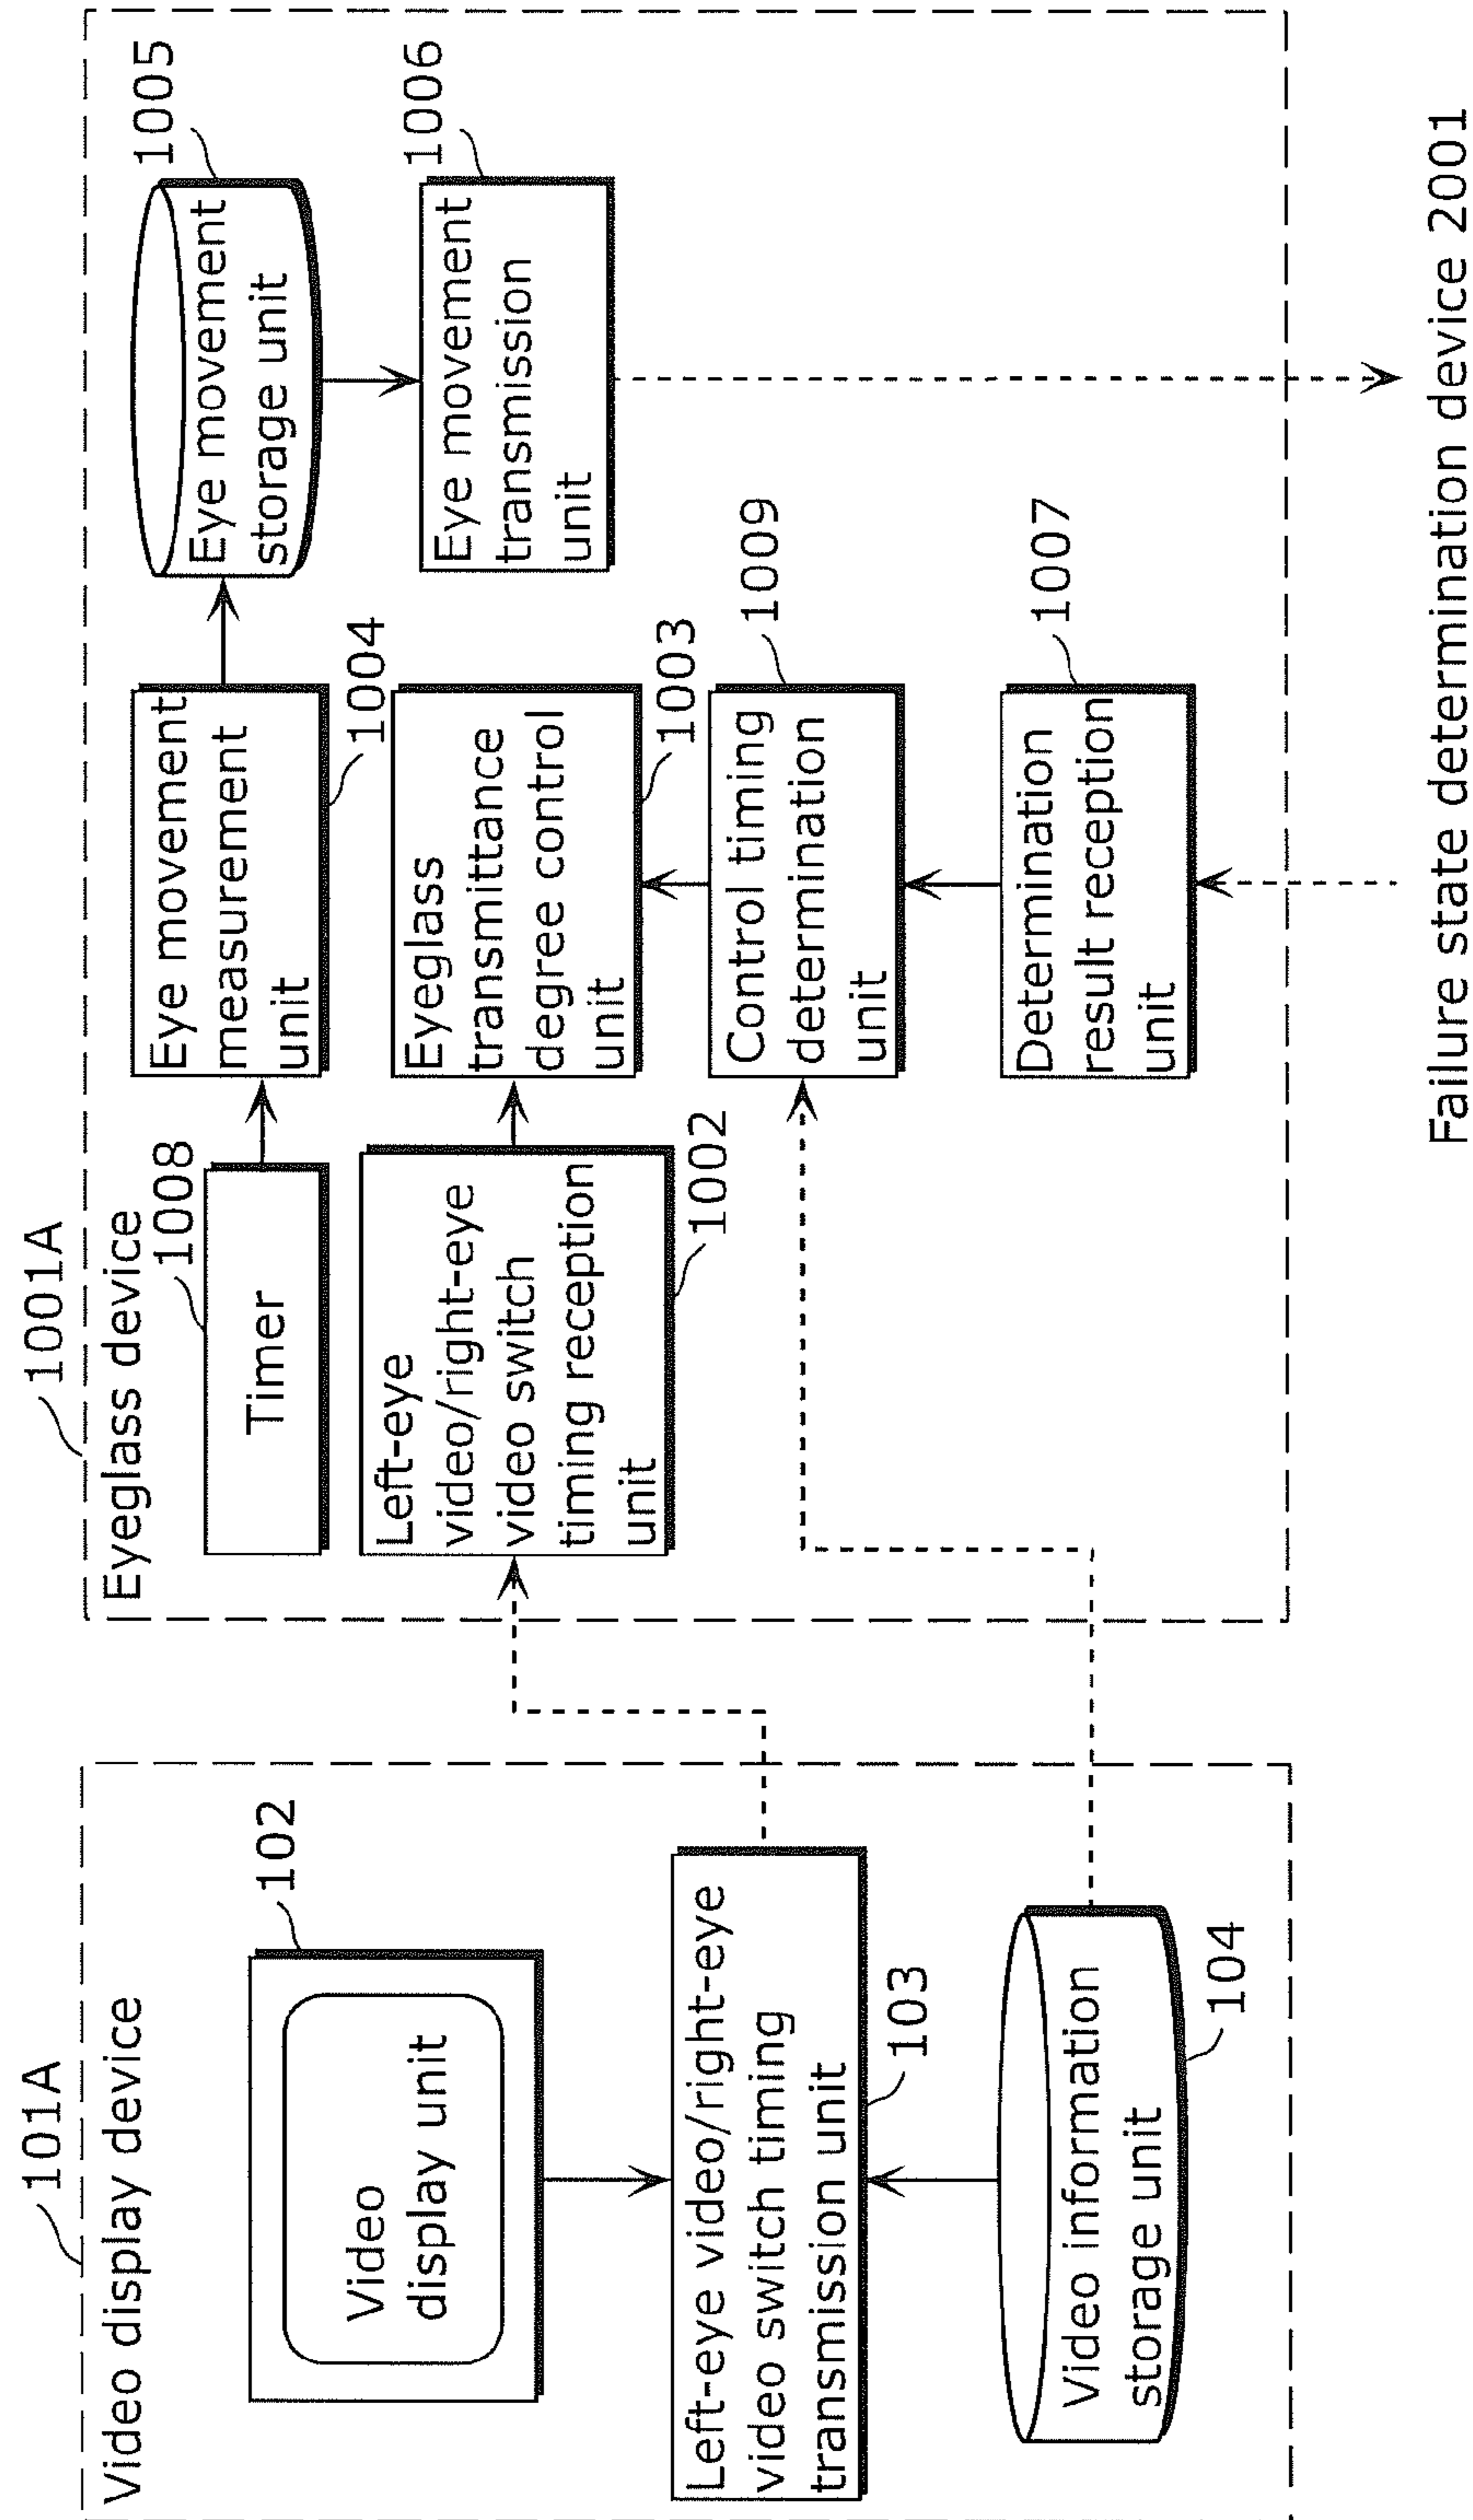 101A
Video display device
102
Video
display unit
Left-eye video/right-eye
video switch timing
transmission unit
103
Video information
storage unit
104
1001A
Eyeglass device
1008
Timer
Left-eye
video/right-eye
video switch
timing reception
unit
1002
Eye movement
measurement
unit
1004
Eyeglass
transmittance
degree control
unit
1003
Control timing
determination
unit
1009
Determination
result reception
unit
1007
Eye movement
storage unit
1005
Eye movement
transmission
unit
1006
Failure state determination device 2001